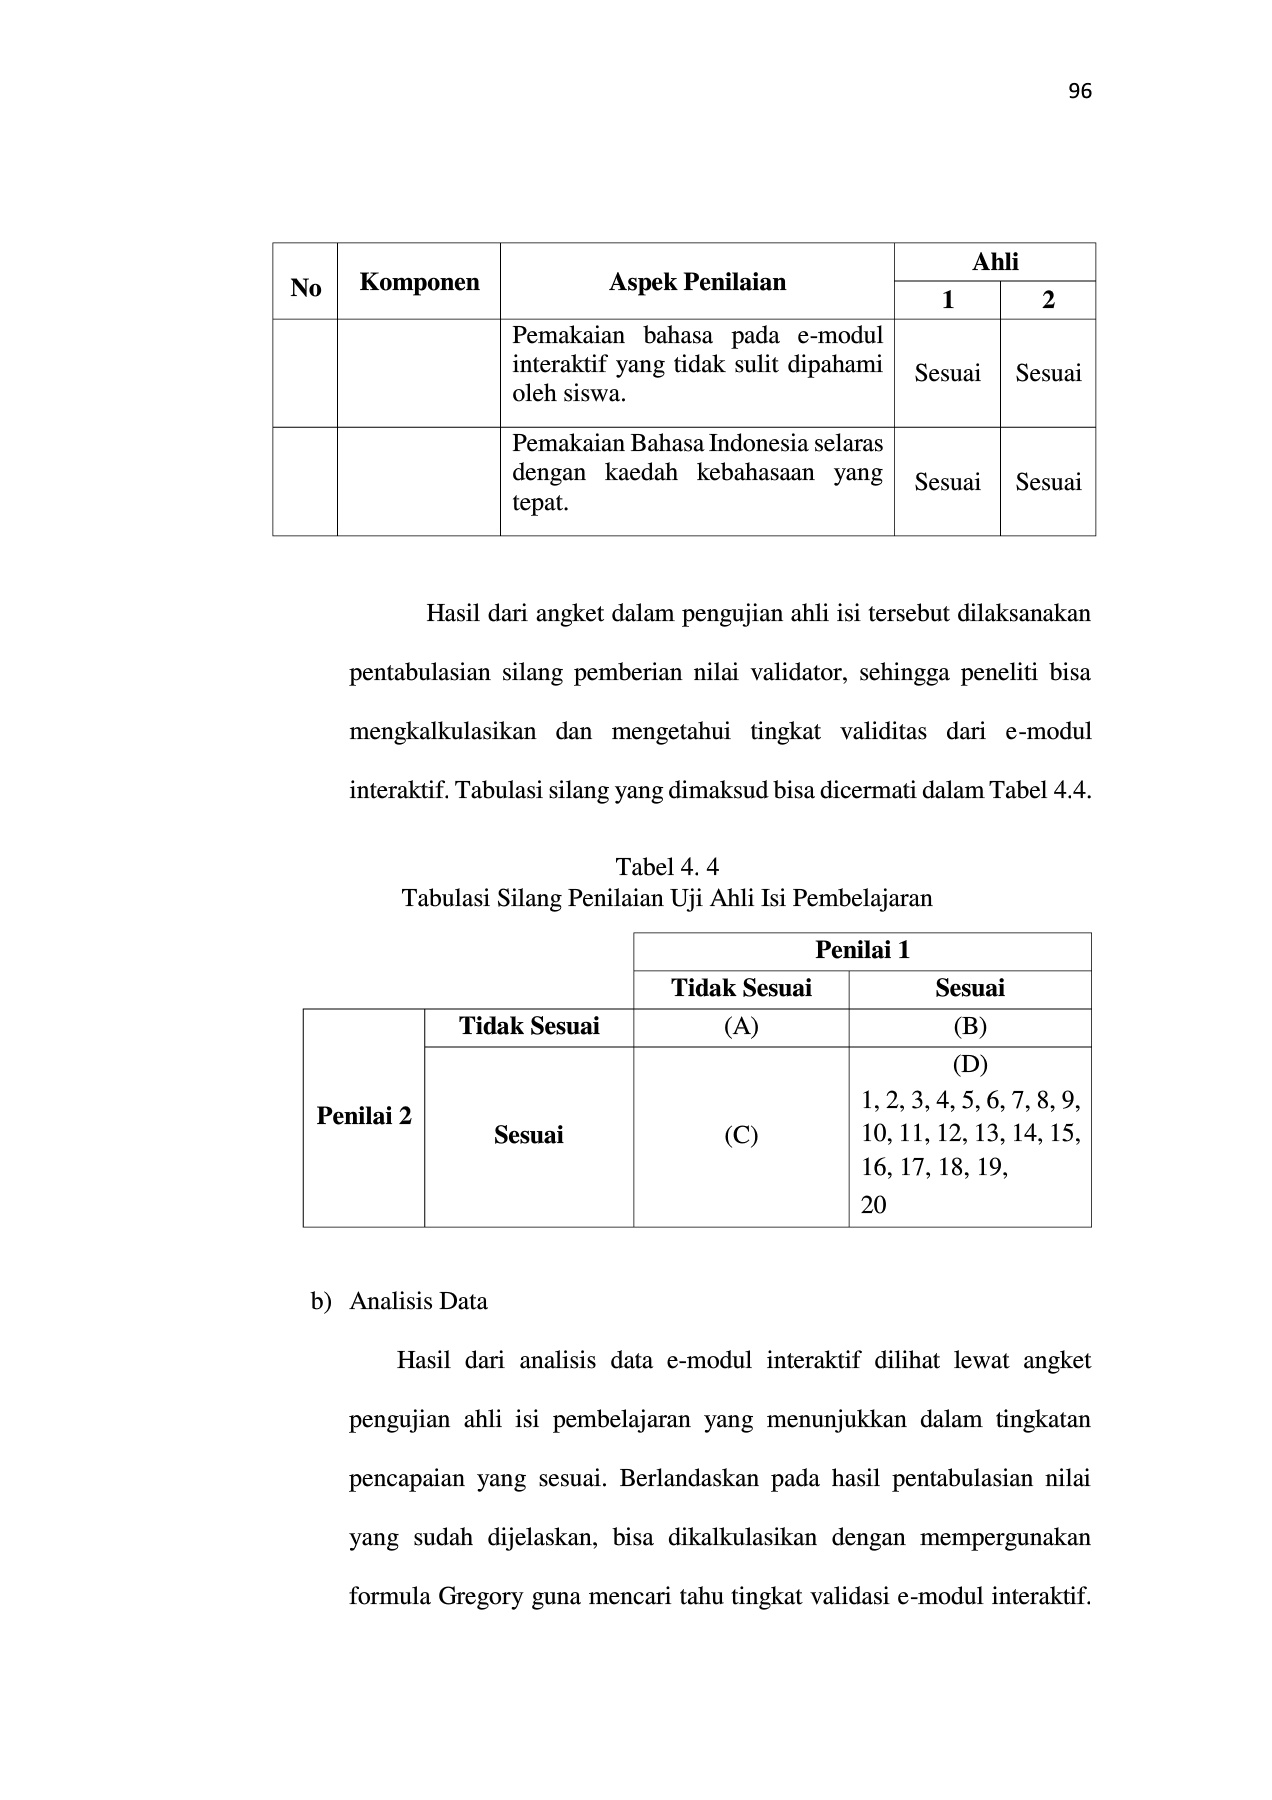 96
No Komponen Aspek Penilaian Ahli
1 2
Pemakaian bahasa pada e-modul
interaktif yang tidak sulit dipahami
oleh siswa.
Sesuai Sesuai
Pemakaian Bahasa Indonesia selaras
dengan kaedah kebahasaan yang
tepat.
Sesuai Sesuai
Hasil dari angket dalam pengujian ahli isi tersebut dilaksanakan
pentabulasian silang pemberian nilai validator, sehingga peneliti bisa
mengkalkulasikan dan mengetahui tingkat validitas dari e-modul
interaktif. Tabulasi silang yang dimaksud bisa dicermati dalam Tabel 4.4.
Tabel 4. 4
Tabulasi Silang Penilaian Uji Ahli Isi Pembelajaran
Penilai 1
Tidak Sesuai Sesuai
Penilai 2
Tidak Sesuai (A) (B)
Sesuai (C) (D)
1, 2, 3, 4, 5, 6, 7, 8, 9,
10, 11, 12, 13, 14, 15,
16, 17, 18, 19,
20
b) Analisis Data
Hasil dari analisis data e-modul interaktif dilihat lewat angket
pengujian ahli isi pembelajaran yang menunjukkan dalam tingkatan
pencapaian yang sesuai. Berlandaskan pada hasil pentabulasian nilai
yang sudah dijelaskan, bisa dikalkulasikan dengan mempergunakan
formula Gregory guna mencari tahu tingkat validasi e-modul interaktif.